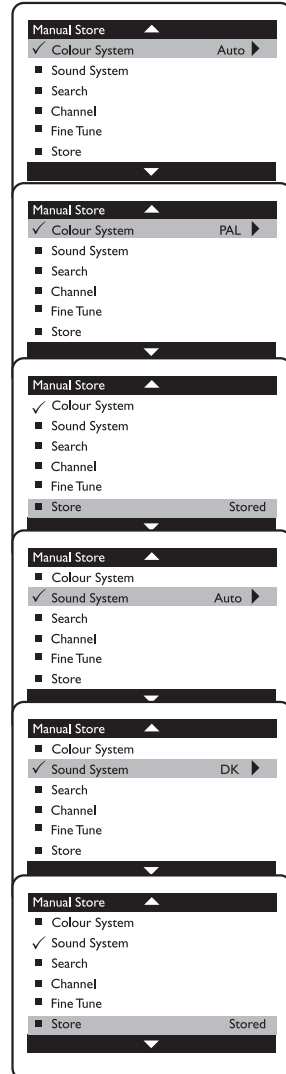 Manual Store
Colour System Auto
Sound System
Search
Channel
Fine Tune
Store
Manual Store
Colour System PAL
Sound System
Search
Channel
Fine Tune
Store
Manual Store
Colour System
Sound System
Search
Channel
Fine Tune
Store Stored
Manual Store
Colour System
Sound System Auto
Search
Channel
Fine Tune
Store
Manual Store
Colour System
Sound System DK
Search
Channel
Fine Tune
Store
Manual Store
Colour System
Sound System
Search
Channel
Fine Tune
Store Stored